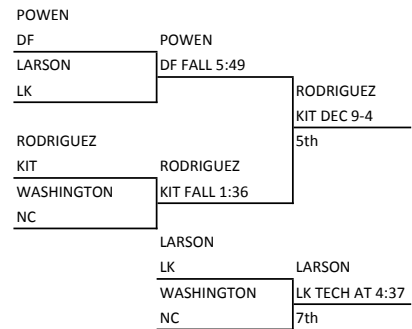 POWEN
DF
POWEN
LARSON
DF FALL 5:49
LK
RODRIGUEZ
KIT DEC 9-4
RODRIGUEZ
5th
KIT
RODRIGUEZ
WASHINGTON
KIT FALL 1:36
NC
LARSON
LK
LARSON
WASHINGTON
LK TECH AT 4:37
NC
7th